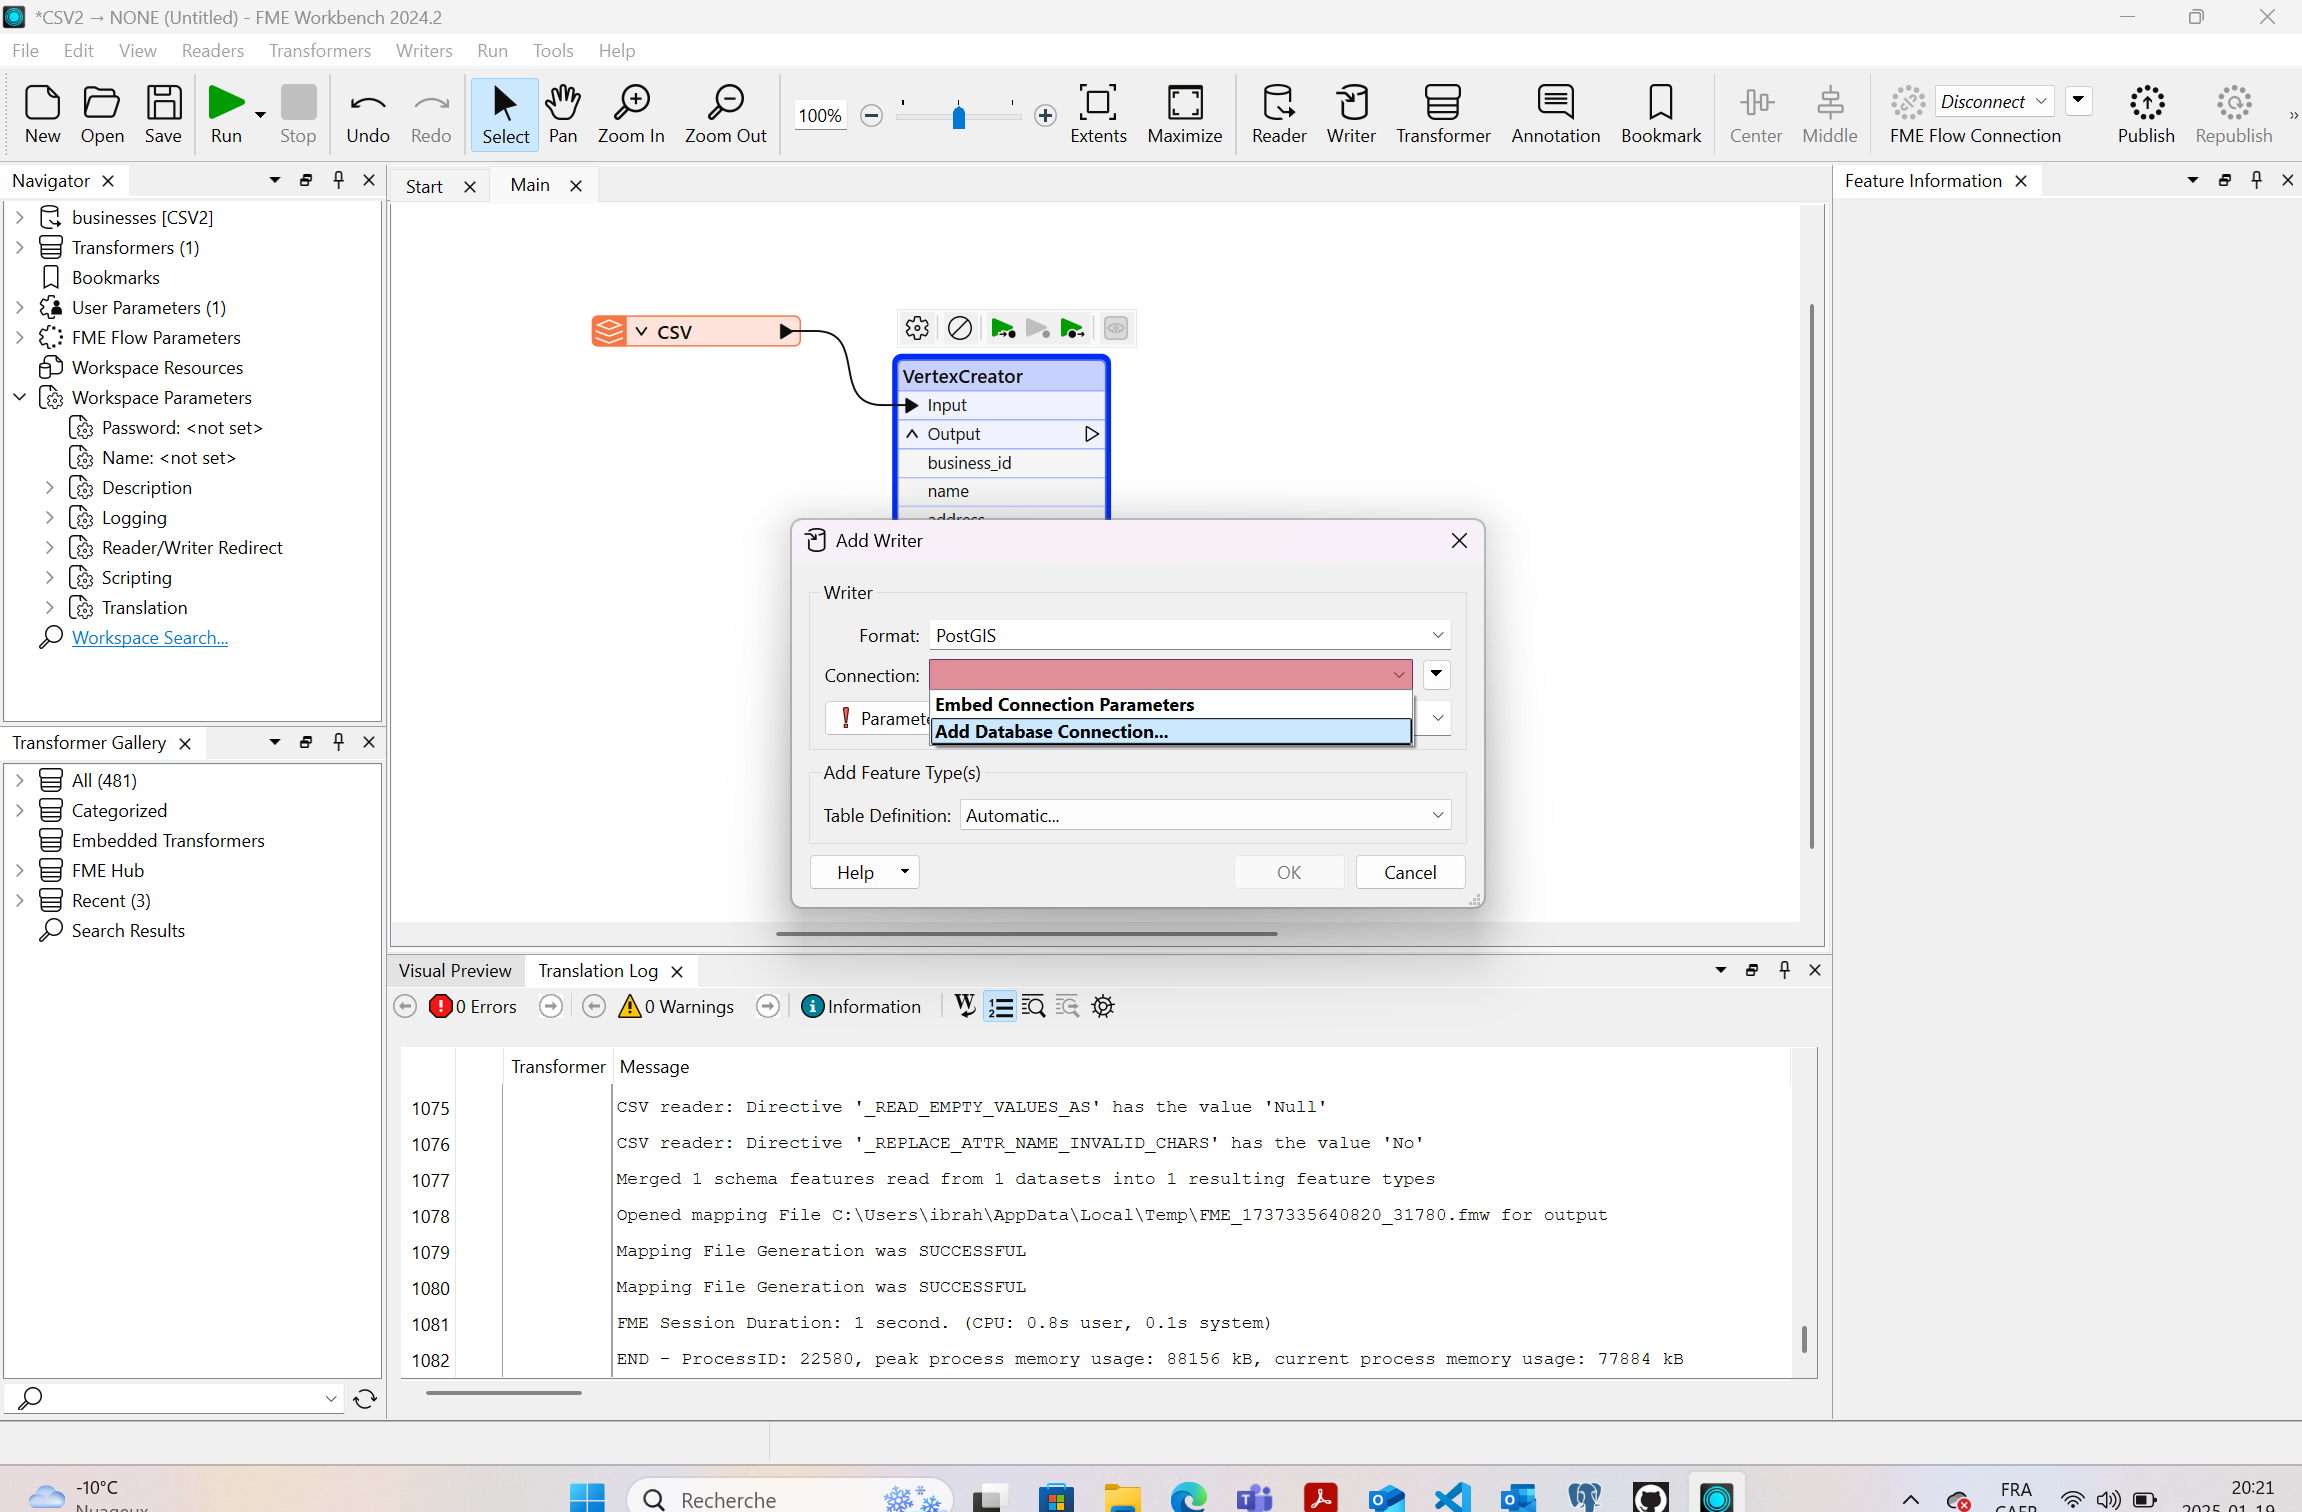 *CSV2 → NONE (Untitled) - FME Workbench 2024.2
File Edit View Readers Transformers Writers Run Tools Help
New Open Save Run Stop Undo Redo Select Pan Zoom In Zoom Out 100% Extents Maximize Reader Writer Transformer Annotation Bookmark Center Middle Disconnect FME Flow Connection Publish Republish »
Navigator
businesses [CSV2]
Transformers (1)
Bookmarks
User Parameters (1)
FME Flow Parameters
Workspace Resources
Workspace Parameters
Password: <not set>
Name: <not set>
Description
Logging
Reader/Writer Redirect
Scripting
Translation
Workspace Search...
Transformer Gallery
All (481)
Categorized
Embedded Transformers
FME Hub
Recent (3)
Search Results
Start Main
CSV
VertexCreator
Input
Output
business_id
name
address
Add Writer
Writer
Format: PostGIS
Connection:
Embed Connection Parameters
Add Database Connection...
Add Feature Type(s)
Table Definition: Automatic...
Help OK Cancel
Feature Information
Visual Preview Translation Log
0 Errors 0 Warnings Information
Transformer Message
1075 CSV reader: Directive '_READ_EMPTY_VALUES_AS' has the value 'Null'
1076 CSV reader: Directive '_REPLACE_ATTR_NAME_INVALID_CHARS' has the value 'No'
1077 Merged 1 schema features read from 1 datasets into 1 resulting feature types
1078 Opened mapping File C:\Users\ibrah\AppData\Local\Temp\FME_1737335640820_31780.fmw for output
1079 Mapping File Generation was SUCCESSFUL
1080 Mapping File Generation was SUCCESSFUL
1081 FME Session Duration: 1 second. (CPU: 0.8s user, 0.1s system)
1082 END - ProcessID: 22580, peak process memory usage: 88156 kB, current process memory usage: 77884 kB
-10°C
Nuageux
Recherche
FRA
CAFR
20:21
2025-01-19